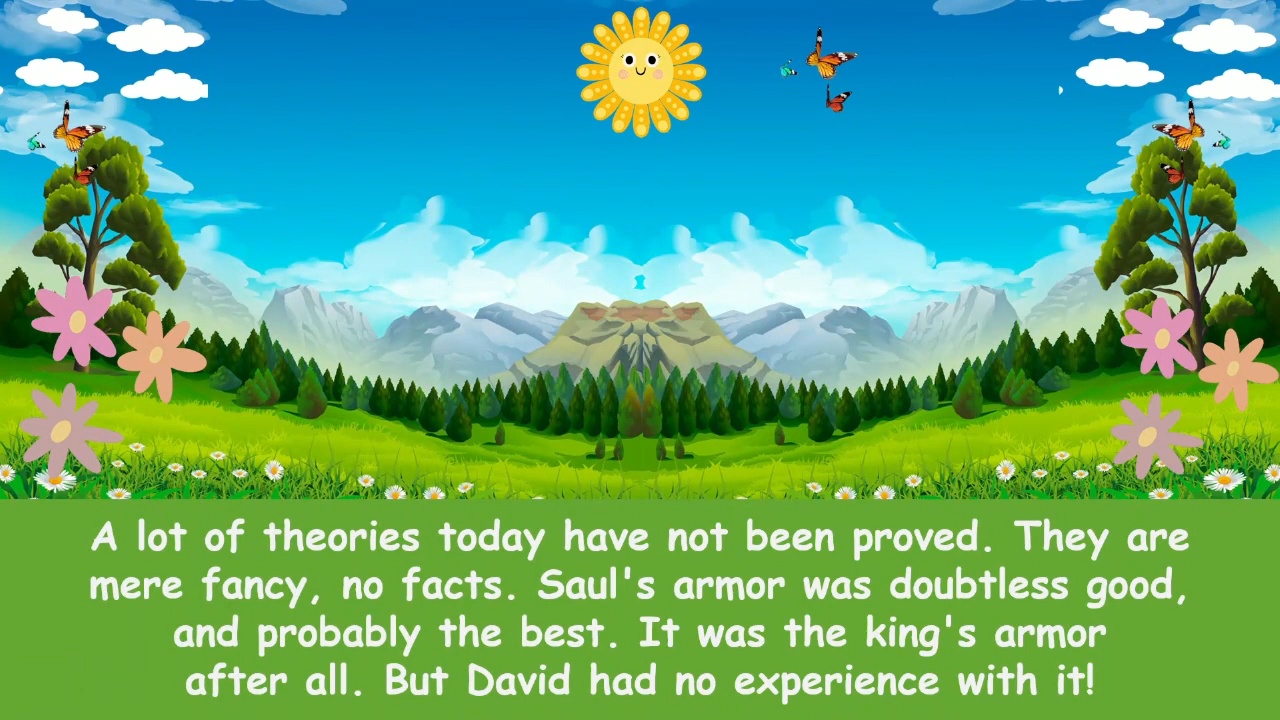 A lot of theories today have not been proved. They are
mere fancy, no facts. Saul's armor was doubtless good,
and probably the best. It was the king's armor
after all. But David had no experience with it!